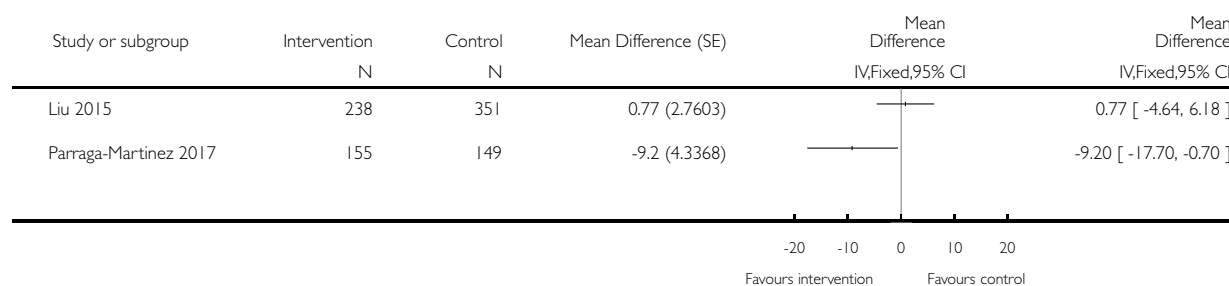 Mean Mean
Study or subgroup Intervention Control Mean Difference (SE) Difference Difference
N N IV,Fixed,95% CI IV,Fixed,95% CI
Liu 2015 238 351 0.77 (2.7603) 0.77 [ -4.64, 6.18 ]
Parraga-Martinez 2017 155 149 -9.2 (4.3368) -9.20 [ -17.70, -0.70 ]
-20 -10 0 10 20
Favours intervention Favours control